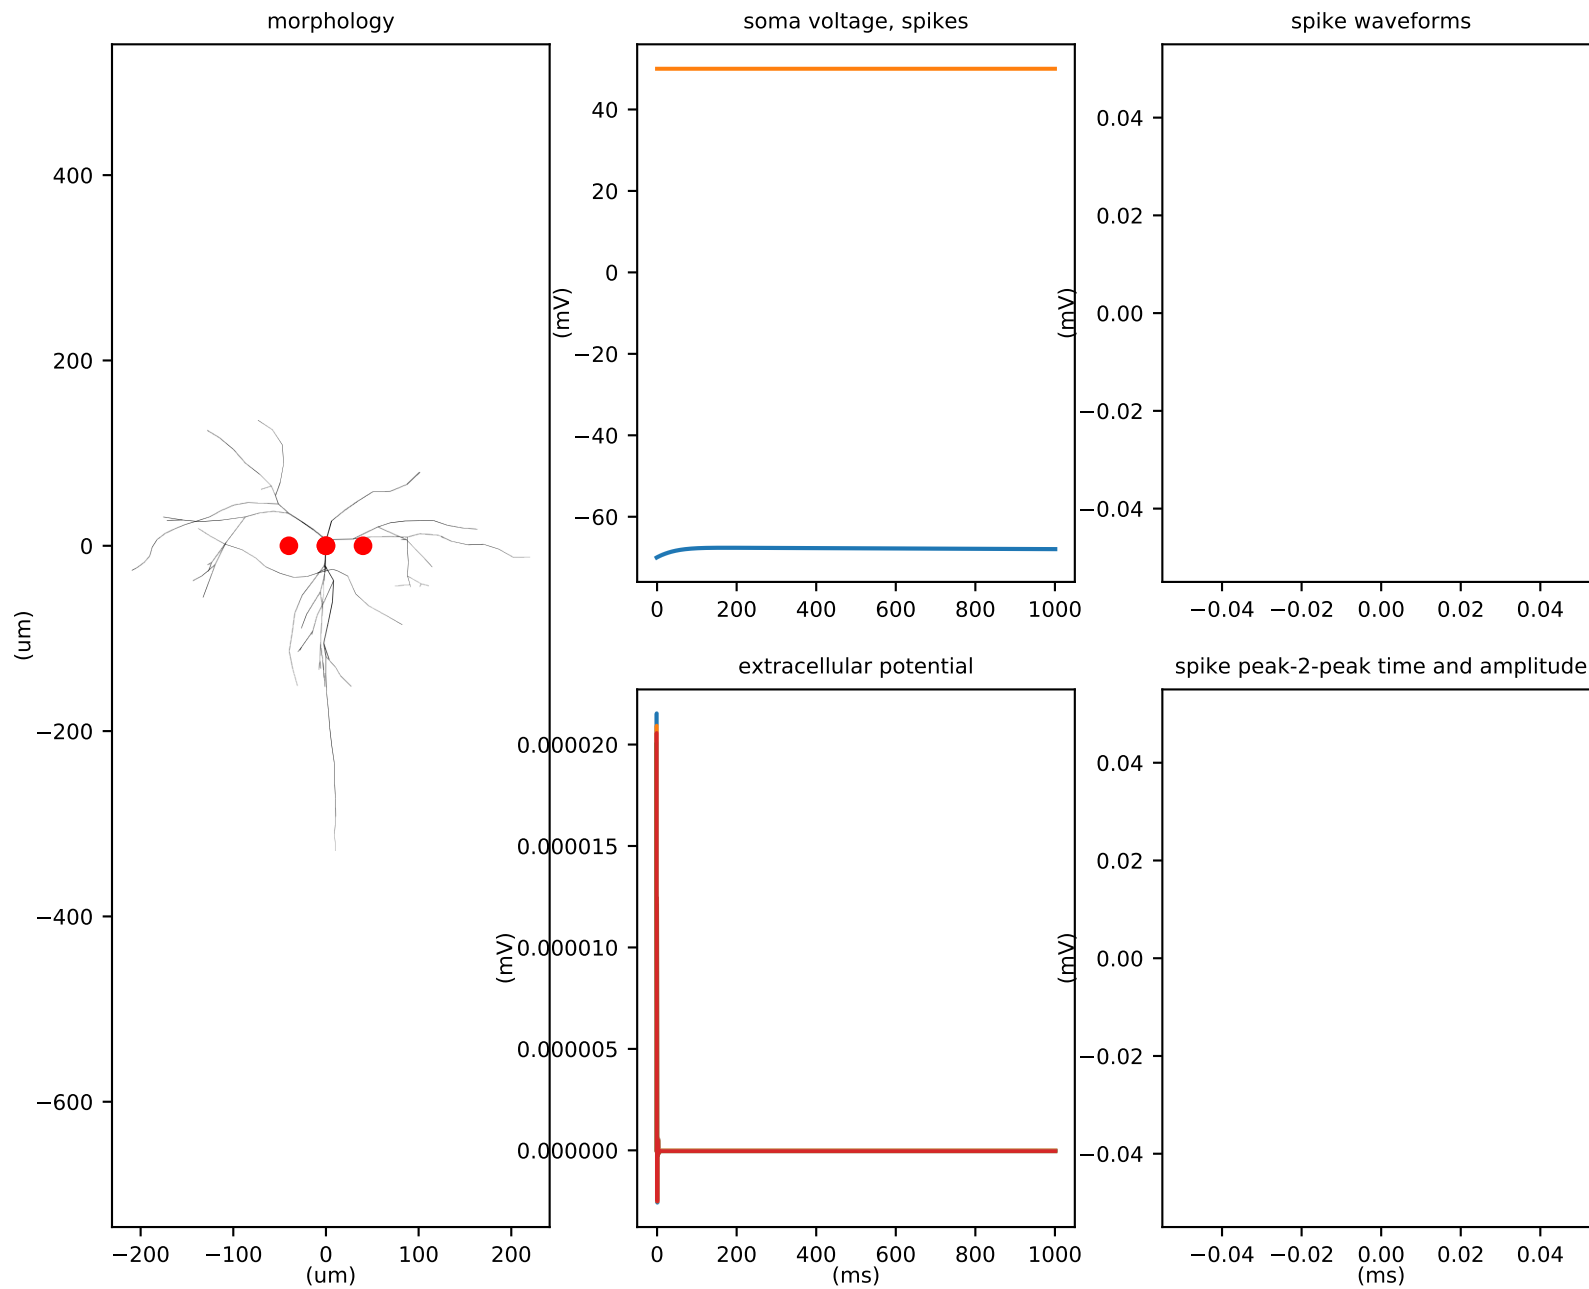 morphology
400
200
0
−200
−400
−600
(um)
−200 −100 0 100 200
(um)
soma voltage, spikes
40
20
0
−20
−40
−60
(mV)
0 200 400 600 800 1000
spike waveforms
0.04
0.02
0.00
−0.02
−0.04
(mV)
−0.04 −0.02 0.00 0.02 0.04
extracellular potential
0.000020
0.000015
0.000010
0.000005
0.000000
(mV)
0 200 400 600 800 1000
(ms)
spike peak-2-peak time and amplitude
0.04
0.02
0.00
−0.02
−0.04
(mV)
−0.04 −0.02 0.00 0.02 0.04
(ms)